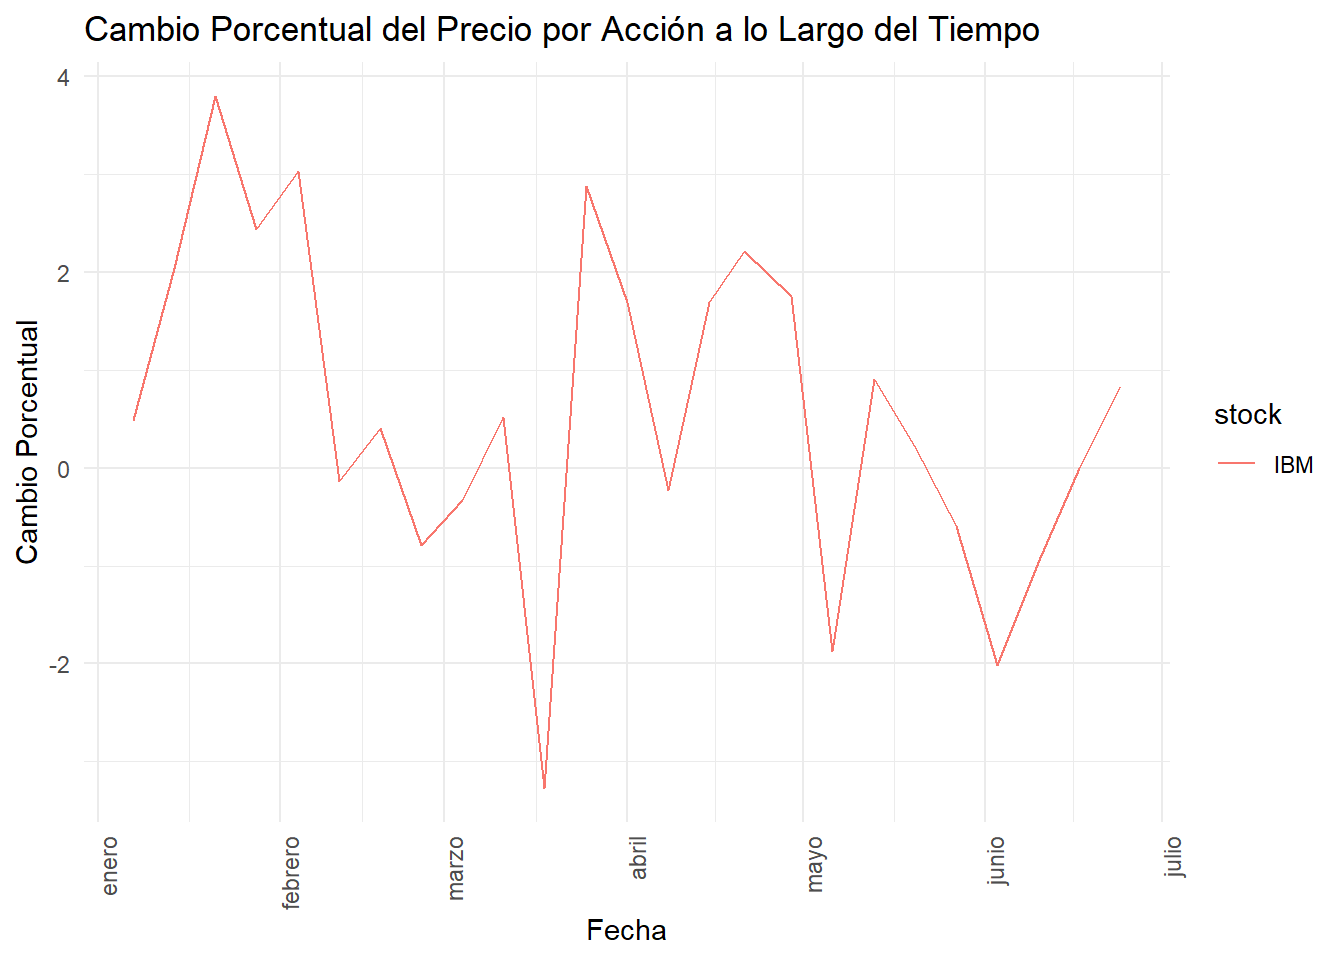 Cambio Porcentual del Precio por Acción a lo Largo del Tiempo
4
2
0
-2
Cambio Porcentual
enero
febrero
marzo
abril
mayo
junio
julio
Fecha
stock
IBM